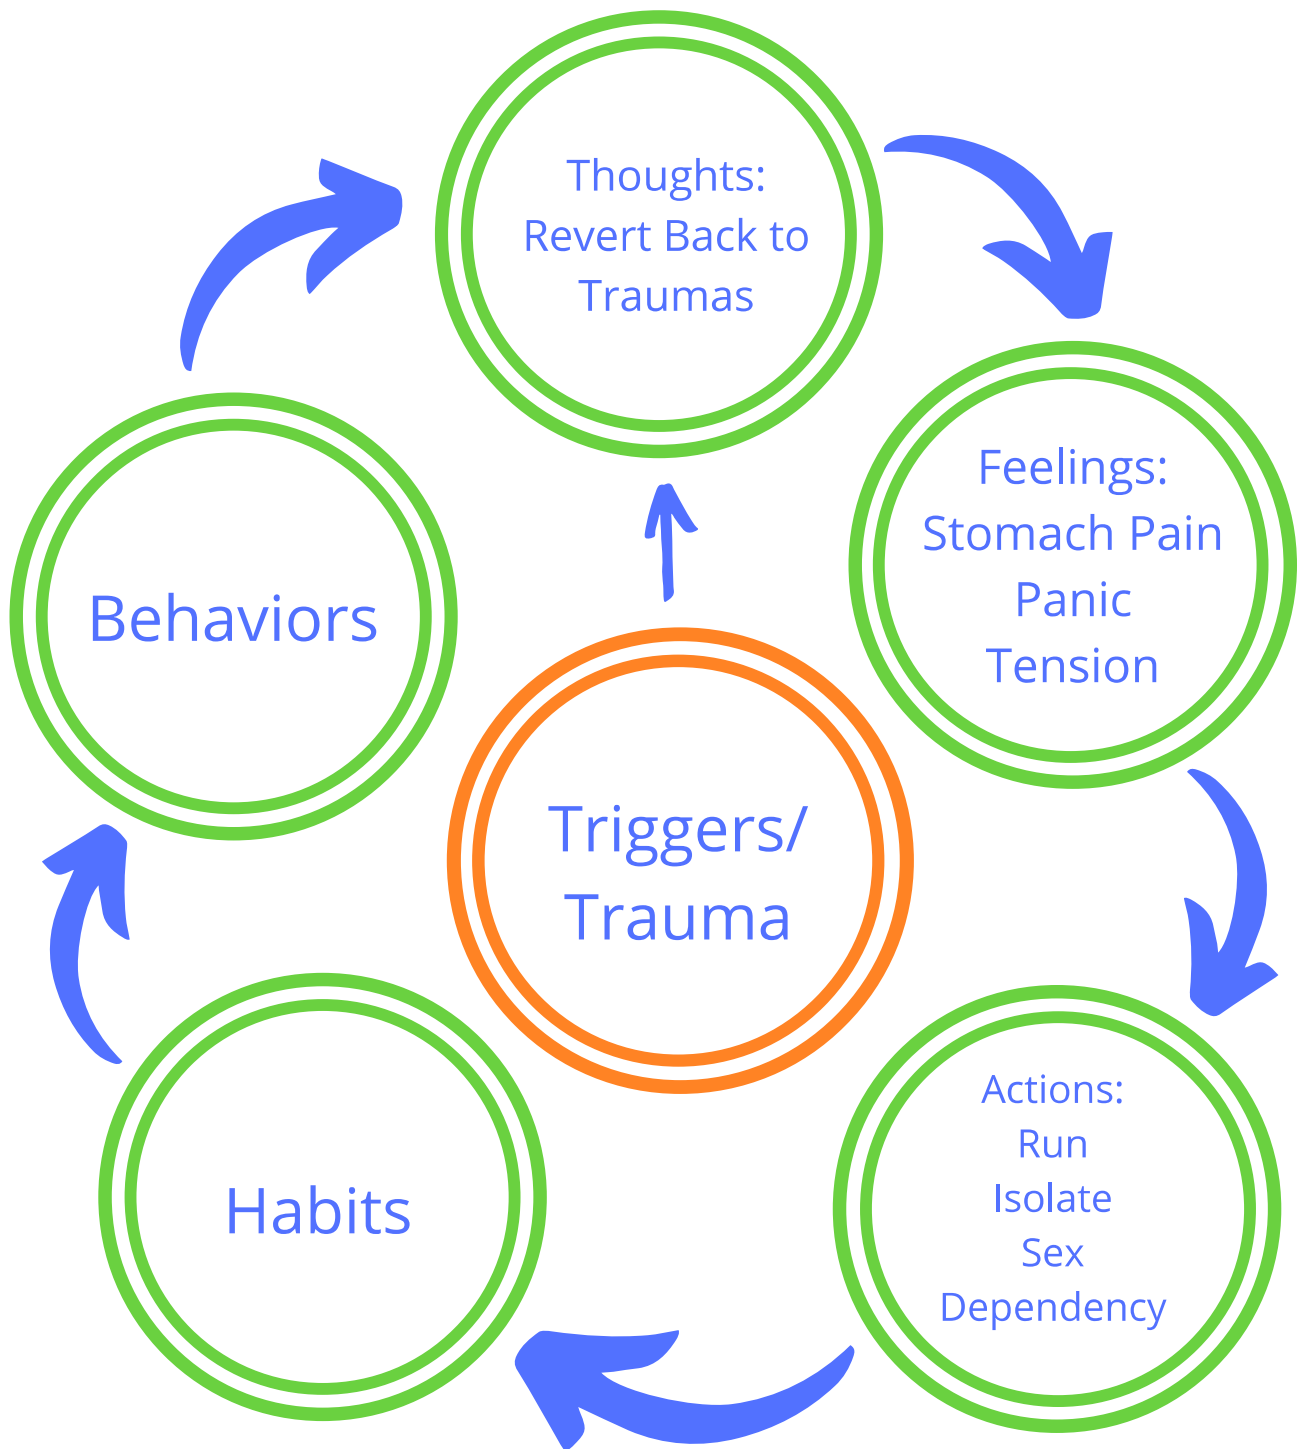 Thoughts:
Revert Back to
Traumas
Feelings:
Stomach Pain
Panic
Tension
Actions:
Run
Isolate
Sex
Dependency
Habits
Behaviors
Triggers/
Trauma